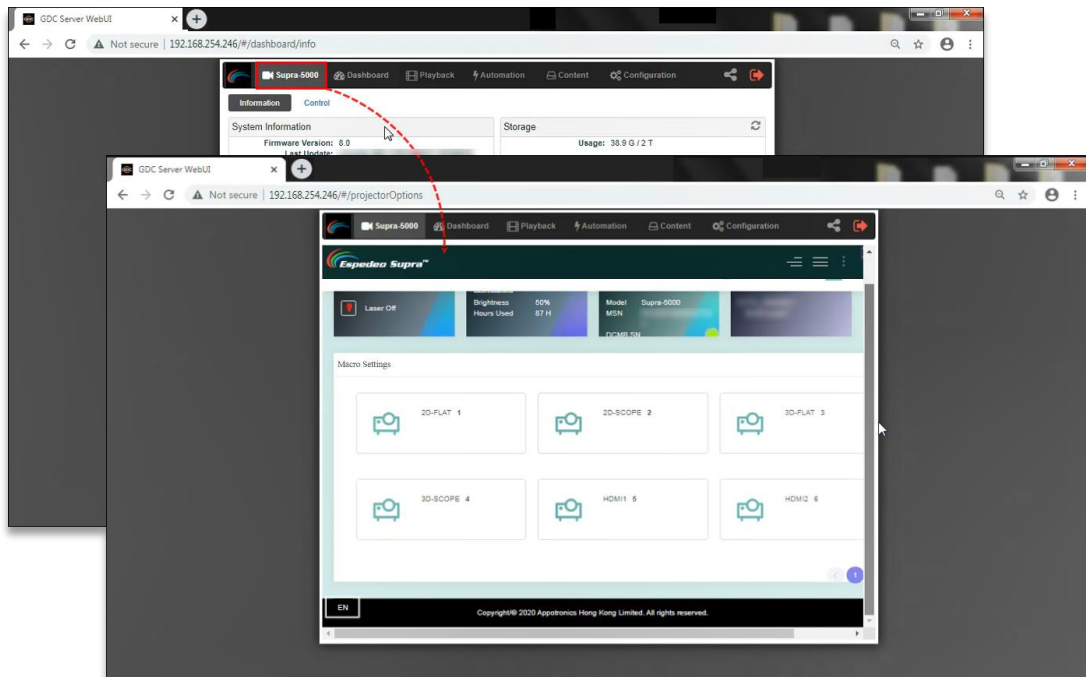 GDC Server WebUI
Not secure | 192.168.254.246/#/dashboard/info
Supra-5000 Dashboard Playback Automation Content Configuration
Information Control
System Information Storage
Firmware Version: 8.0 Usage: 38.9 G / 2 T
Last Update:
GDC Server WebUI
Not secure | 192.168.254.246/#/projectorOptions
Supra-5000 Dashboard Playback Automation Content Configuration
Espedeo Supra™
Laser Off
Brightness 50%
Hours Used 87 H
Model Supra-5000
MSN
DCMB SN
Macro Settings
2D-FLAT 1 2D-SCOPE 2 3D-FLAT 3
3D-SCOPE 4 HDMI1 5 HDMI2 6
1
EN
Copyright/© 2020 Appotronics Hong Kong Limited. All rights reserved.